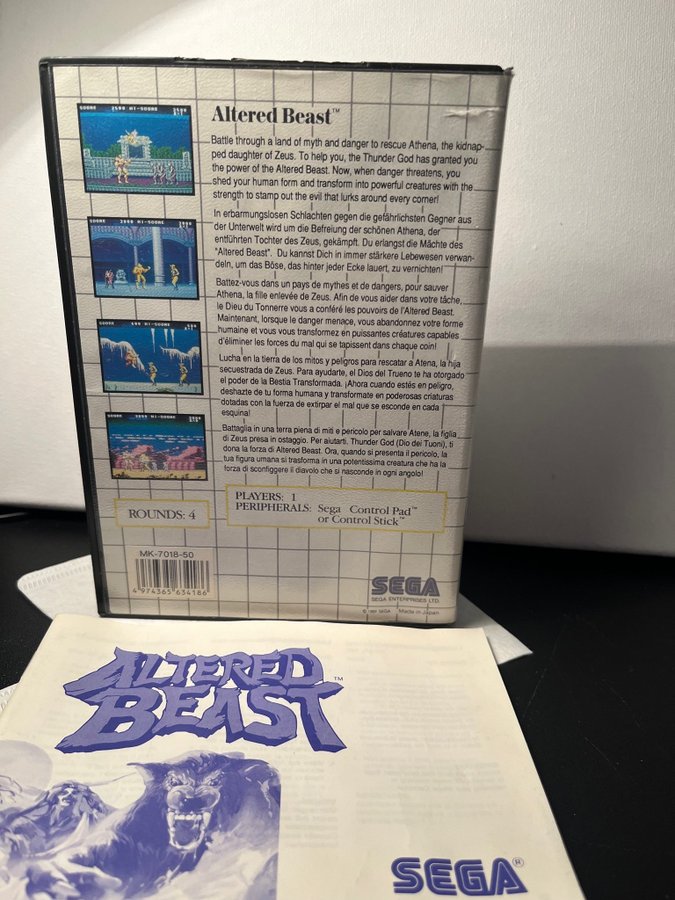 Altered Beast™
Battle through a land of myth and danger to rescue Athena, the kidnap-
ped daughter of Zeus. To help you, the Thunder God has granted you
the power of the Altered Beast. Now, when danger threatens, you
shed your human form and transform into powerful creatures with the
strength to stamp out the evil that lurks around every corner!
In erbarmungslosen Schlachten gegen die gefährlichsten Gegner aus
der Unterwelt wird um die Befreiung der schönen Athena, der
entführten Tochter des Zeus, gekämpft. Du erlangst die Mächte des
"Altered Beast". Du kannst Dich in immer stärkere Lebewesen verwan-
deln, um das Böse, das hinter jeder Ecke lauert, zu vernichten!
Battez-vous dans un pays de mythes et de dangers, pour sauver
Athena, la fille enlevée de Zeus. Afin de vous aider dans votre tâche,
le Dieu du Tonnerre vous a conféré les pouvoirs de l'Altered Beast.
Maintenant, lorsque le danger menace, vous abandonnez votre forme
humaine et vous vous transformez en puissantes créatures capables
d'éliminer les forces du mal qui se tapissent dans chaque coin!
Lucha en la tierra de los mitos y peligros para rescatar a Atena, la hija
secuestrada de Zeus. Para ayudarte, el Dios del Trueno te ha otorgado
el poder de la Bestia Transformada. ¡Ahora cuando estés en peligro,
deshazte de tu forma humana y transformate en poderosas criaturas
dotadas con la fuerza de extirpar el mal que se esconde en cada
esquina!
Battaglia in una terra piena di miti e pericolo per salvare Atene, la figlia
di Zeus presa in ostaggio. Per aiutarti. Thunder God (Dio dei Tuoni), ti
dona la forza di Altered Beast. Ora, quando si presenta il pericolo, la
tua figura umana si trasforma in una potentissima creatura che ha la
forza di sconfiggere il diavolo che si nasconde in ogni angolo!
ROUNDS: 4
PLAYERS: 1
PERIPHERALS: Sega Control Pad™
or Control Stick™
MK-7018-50
4 974365 634186
SEGA
SEGA ENTERPRISES LTD.
SEGA Made in Japan
ALTERED
BEAST™
SEGA®